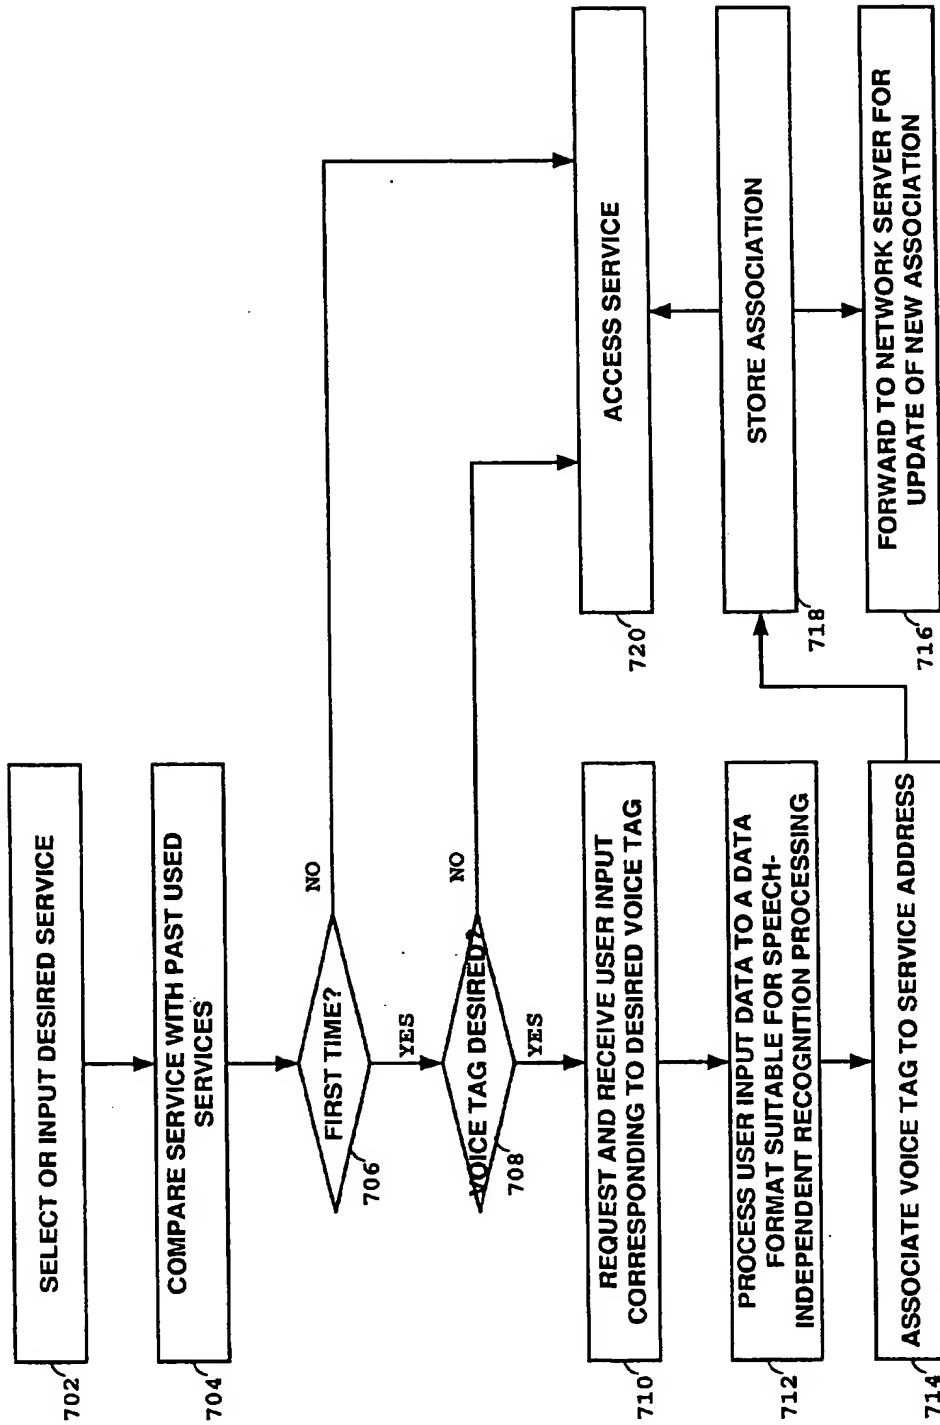 SELECT OR INPUT DESIRED SERVICE
702
COMPARE SERVICE WITH PAST USED
SERVICES
704
FIRST TIME?
706
NO
YES
VOICE TAG DESIRED?
708
NO
YES
REQUEST AND RECEIVE USER INPUT
CORRESPONDING TO DESIRED VOICE TAG
710
PROCESS USER INPUT DATA TO A DATA
FORMAT SUITABLE FOR SPEECH-
INDEPENDENT RECOGNITION PROCESSING
712
ASSOCIATE VOICE TAG TO SERVICE ADDRESS
714
ACCESS SERVICE
720
STORE ASSOCIATION
718
FORWARD TO NETWORK SERVER FOR
UPDATE OF NEW ASSOCIATION
716